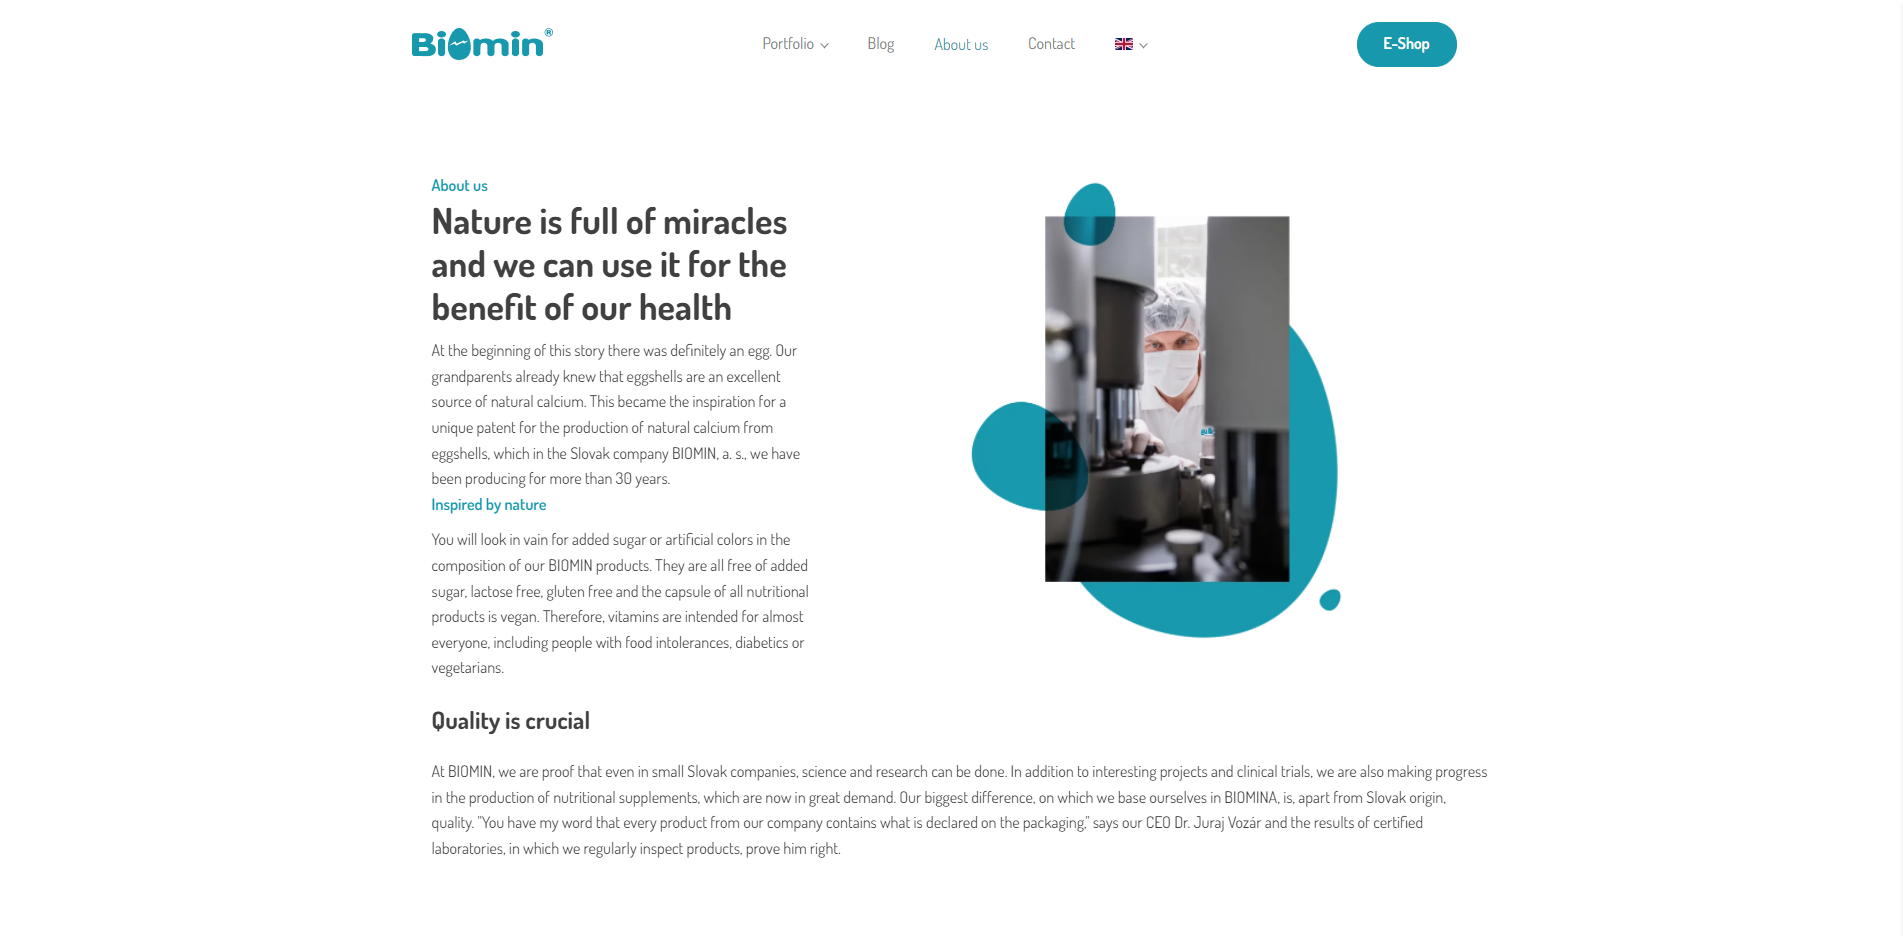 Biomin®
Portfolio
Blog
About us
Contact
E-Shop
About us
Nature is full of miracles
and we can use it for the
benefit of our health
At the beginning of this story there was definitely an egg. Our
grandparents already knew that eggshells are an excellent
source of natural calcium. This became the inspiration for a
unique patent for the production of natural calcium from
eggshells, which in the Slovak company BIOMIN, a. s., we have
been producing for more than 30 years.
Inspired by nature
You will look in vain for added sugar or artificial colors in the
composition of our BIOMIN products. They are all free of added
sugar, lactose free, gluten free and the capsule of all nutritional
products is vegan. Therefore, vitamins are intended for almost
everyone, including people with food intolerances, diabetics or
vegetarians.
Quality is crucial
At BIOMIN, we are proof that even in small Slovak companies, science and research can be done. In addition to interesting projects and clinical trials, we are also making progress
in the production of nutritional supplements, which are now in great demand. Our biggest difference, on which we base ourselves in BIOMINA, is, apart from Slovak origin,
quality. "You have my word that every product from our company contains what is declared on the packaging," says our CEO Dr. Juraj Vozár and the results of certified
laboratories, in which we regularly inspect products, prove him right.